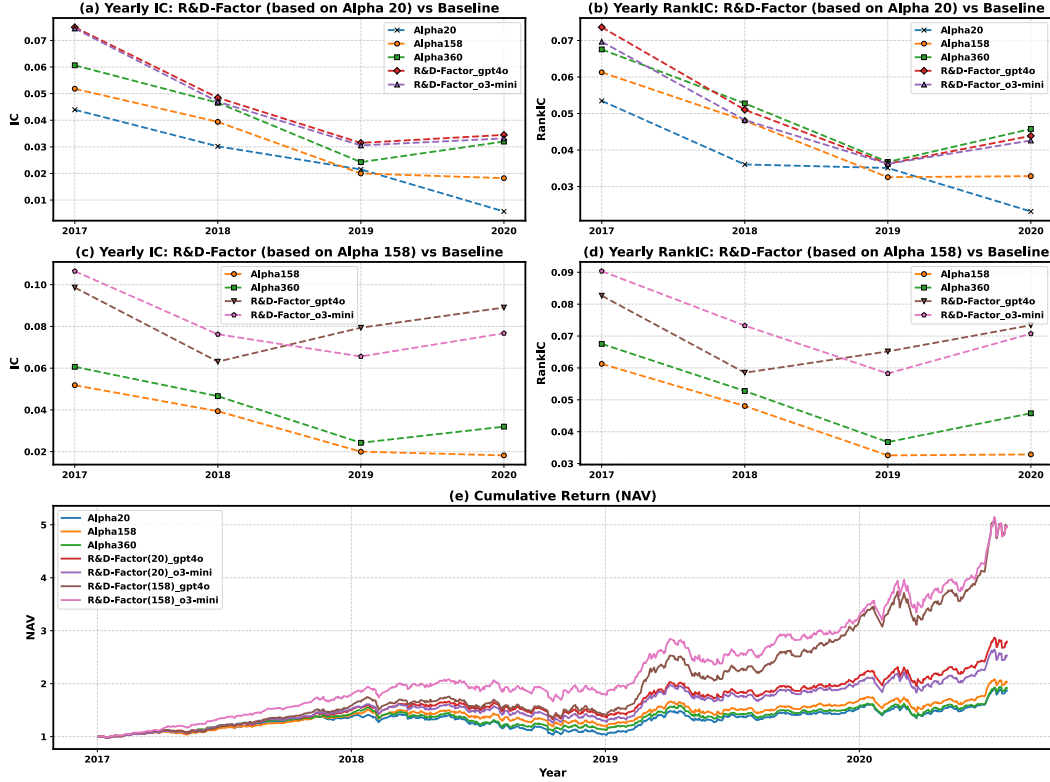 (a) Yearly IC: R&D-Factor (based on Alpha 20) vs Baseline
0.07
0.06
0.05
0.04
0.03
0.02
0.01
IC
2017
2018
2019
2020
Alpha20
Alpha158
Alpha360
R&D-Factor_gpt4o
R&D-Factor_o3-mini
(b) Yearly RankIC: R&D-Factor (based on Alpha 20) vs Baseline
0.07
0.06
0.05
0.04
0.03
RankIC
2017
2018
2019
2020
Alpha20
Alpha158
Alpha360
R&D-Factor_gpt4o
R&D-Factor_o3-mini
(c) Yearly IC: R&D-Factor (based on Alpha 158) vs Baseline
0.10
0.08
0.06
0.04
0.02
IC
2017
2018
2019
2020
Alpha158
Alpha360
R&D-Factor_gpt4o
R&D-Factor_o3-mini
(d) Yearly RankIC: R&D-Factor (based on Alpha 158) vs Baseline
0.09
0.08
0.07
0.06
0.05
0.04
0.03
RankIC
2017
2018
2019
2020
Alpha158
Alpha360
R&D-Factor_gpt4o
R&D-Factor_o3-mini
(e) Cumulative Return (NAV)
Alpha20
Alpha158
Alpha360
R&D-Factor(20)_gpt4o
R&D-Factor(20)_o3-mini
R&D-Factor(158)_gpt4o
R&D-Factor(158)_o3-mini
5
4
3
2
1
NAV
2017
2018
2019
2020
Year